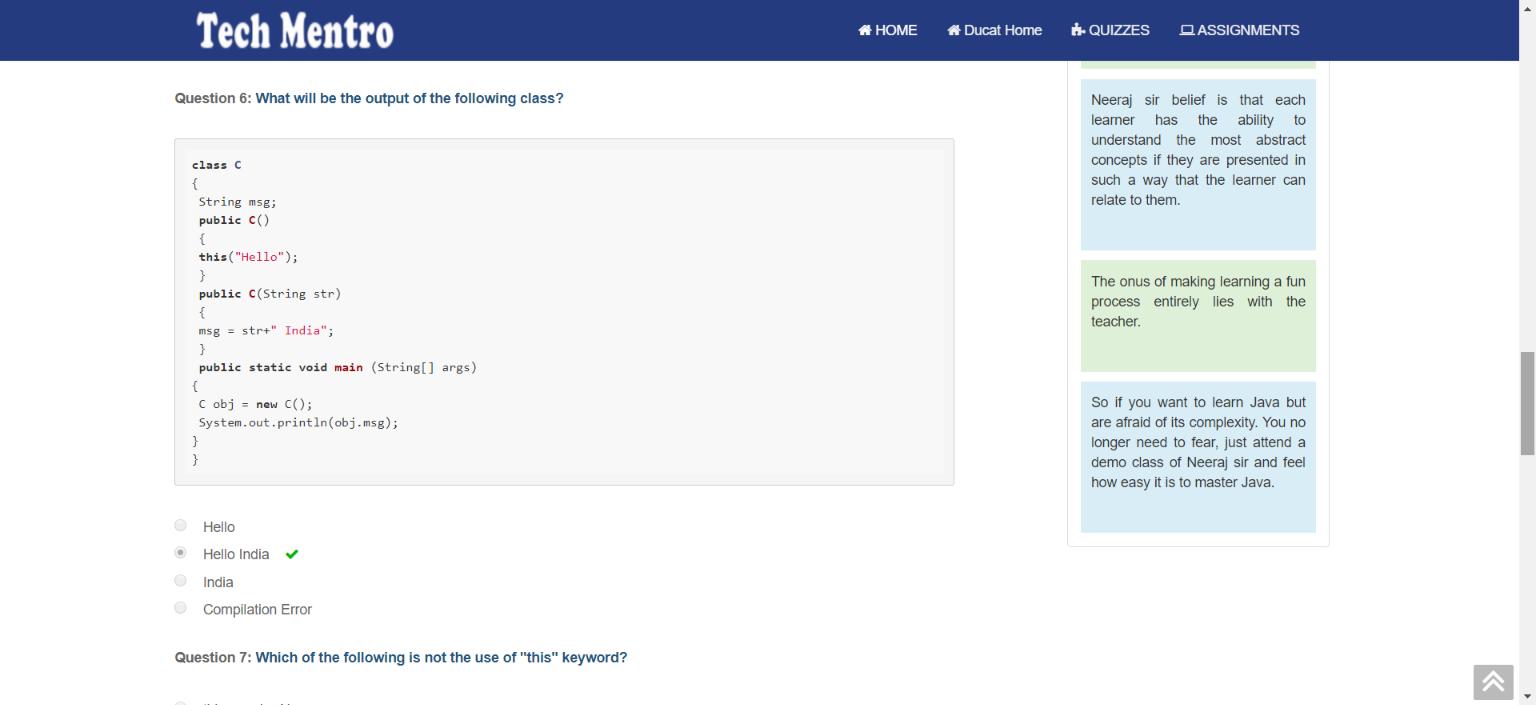 Tech Mentro
HOME
Ducat Home
QUIZZES
ASSIGNMENTS
Question 6: What will be the output of the following class?
class C
{
String msg;
public C()
{
this("Hello");
}
public C(String str)
{
msg = str+" India";
}
public static void main (String[] args)
{
C obj = new C();
System.out.println(obj.msg);
}
}
Hello
Hello India
India
Compilation Error
Question 7: Which of the following is not the use of "this" keyword?
Neeraj sir belief is that each
learner has the ability to
understand the most abstract
concepts if they are presented in
such a way that the learner can
relate to them.
The onus of making learning a fun
process entirely lies with the
teacher.
So if you want to learn Java but
are afraid of its complexity. You no
longer need to fear, just attend a
demo class of Neeraj sir and feel
how easy it is to master Java.